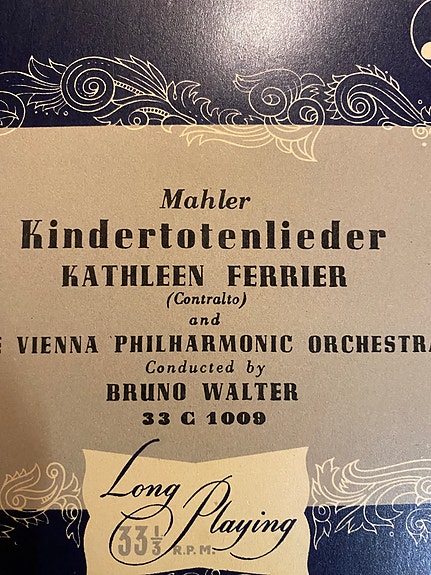 Mahler
Kindertotenlieder
KATHLEEN FERRIER
(Contralto)
and
VIENNA PHILHARMONIC ORCHESTRA
Conducted by
BRUNO WALTER
33 C 1009
Long Playing
33⅓ R.P.M.